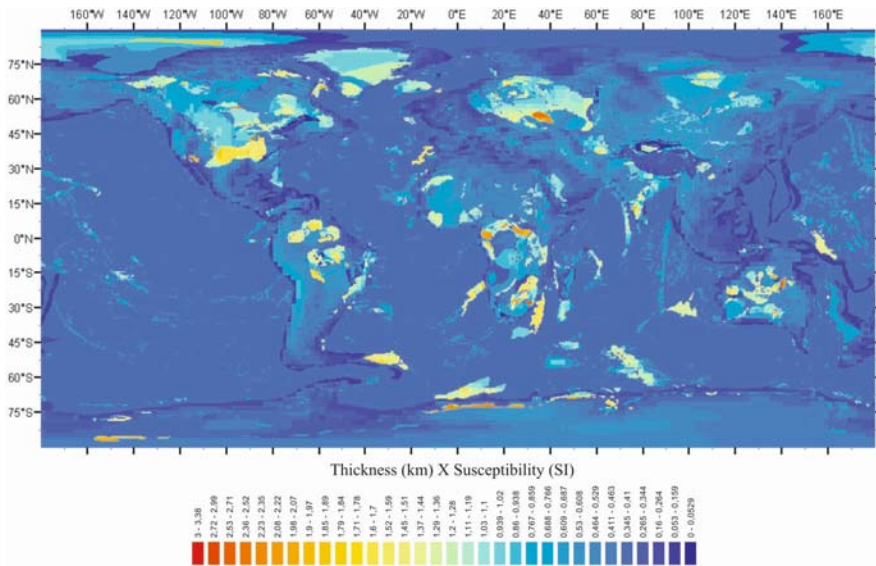 160°W 140°W 120°W 100°W 80°W 60°W 40°W 20°W 0°E 20°E 40°E 60°E 80°E 100°E 120°E 140°E 160°E
75°N
60°N
45°N
30°N
15°N
0°N
15°S
30°S
45°S
60°S
75°S
Thickness (km) X Susceptibility (SI)
3 - 3,38
2,72 - 2,99
2,53 - 2,71
2,36 - 2,52
2,23 - 2,35
2,08 - 2,22
1,98 - 2,07
1,9 - 1,97
1,85 - 1,89
1,79 - 1,84
1,71 - 1,78
1,6 - 1,7
1,52 - 1,59
1,45 - 1,51
1,37 - 1,44
1,29 - 1,36
1,2 - 1,28
1,11 - 1,19
1,03 - 1,1
0,939 - 1,02
0,86 - 0,938
0,767 - 0,859
0,688 - 0,766
0,609 - 0,687
0,53 - 0,608
0,464 - 0,529
0,411 - 0,463
0,345 - 0,41
0,265 - 0,344
0,16 - 0,264
0,053 - 0,159
0 - 0,0529